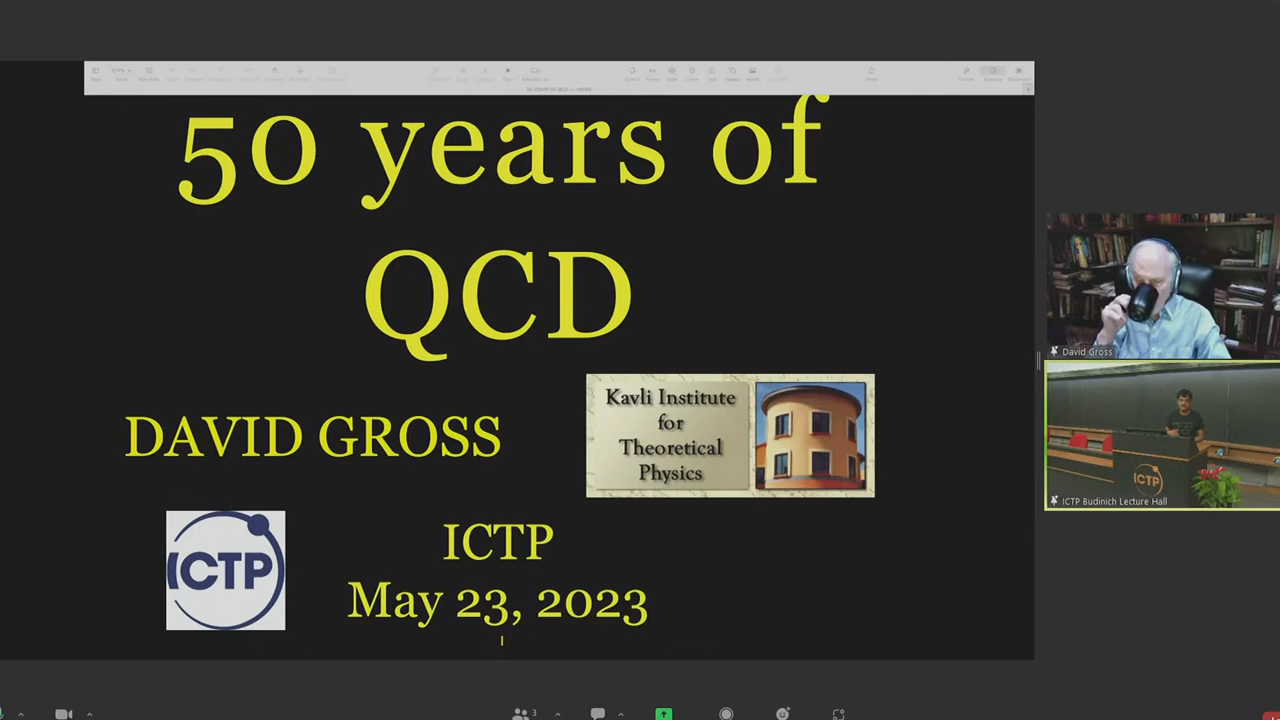 50 years of
QCD
DAVID GROSS
Kavli Institute
for
Theoretical
Physics
ICTP
ICTP
May 23, 2023
David Gross
ICTP
ICTP Budinich Lecture Hall
3